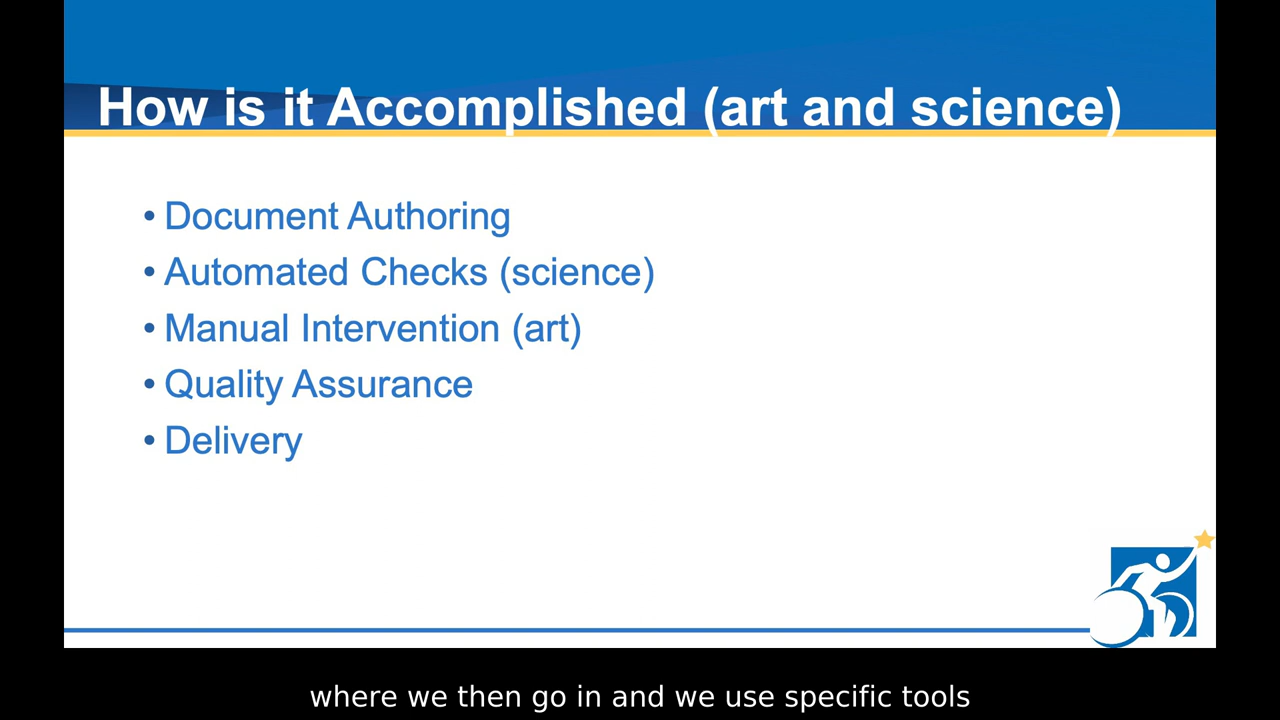 How is it Accomplished (art and science)
• Document Authoring
• Automated Checks (science)
• Manual Intervention (art)
• Quality Assurance
• Delivery
where we then go in and we use specific tools